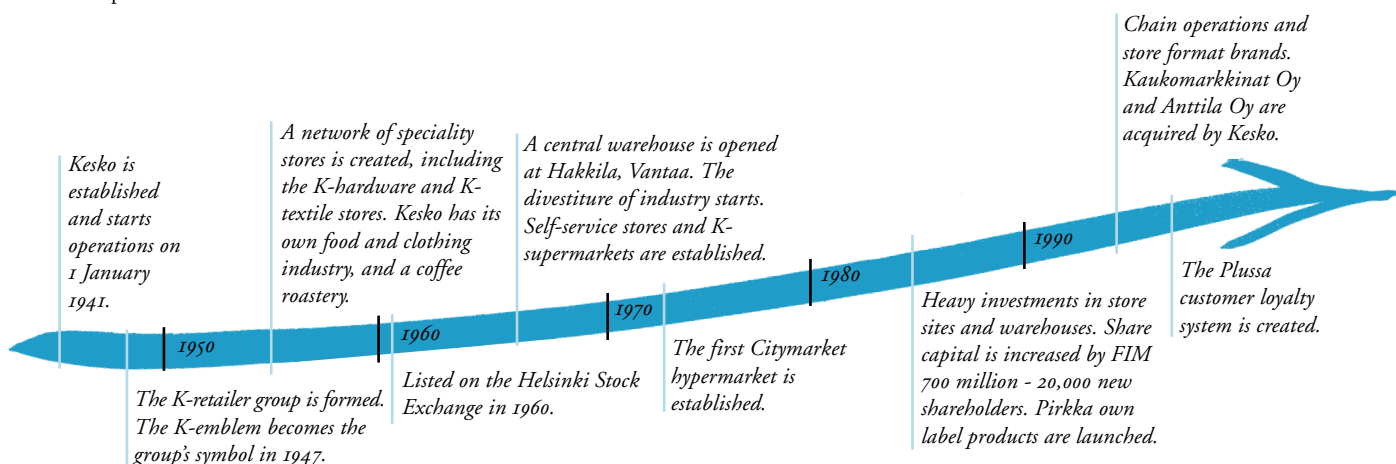 Kesko is
established
and starts
operations on
1 January
1941.
The K-retailer group is formed.
The K-emblem becomes the
group's symbol in 1947.
1950
A network of speciality
stores is created, including
the K-hardware and K-
textile stores. Kesko has its
own food and clothing
industry, and a coffee
roastery.
1960
Listed on the Helsinki Stock
Exchange in 1960.
A central warehouse is opened
at Hakkila, Vantaa. The
divestiture of industry starts.
Self-service stores and K-
supermarkets are established.
1970
The first Citymarket
hypermarket is
established.
1980
Heavy investments in store
sites and warehouses. Share
capital is increased by FIM
700 million - 20,000 new
shareholders. Pirkka own
label products are launched.
1990
Chain operations and
store format brands.
Kaukomarkkinat Oy
and Anttila Oy are
acquired by Kesko.
The Plussa
customer loyalty
system is created.